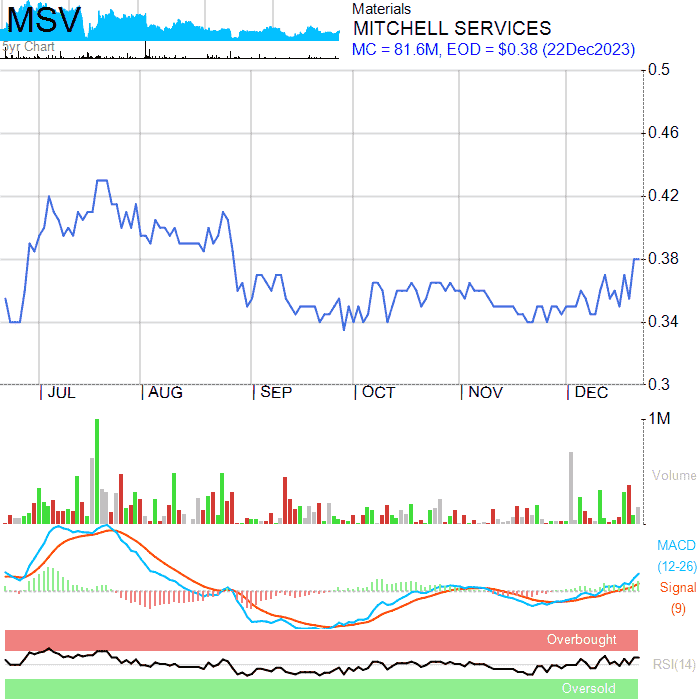 MSV
5yr Chart
Materials
MITCHELL SERVICES
MC = 81.6M, EOD = $0.38 (22Dec2023)
0.5
0.46
0.42
0.38
0.34
0.3
JUL AUG SEP OCT NOV DEC
1M
Volume
MACD
(12-26)
Signal
(9)
Overbought
RSI(14)
Oversold